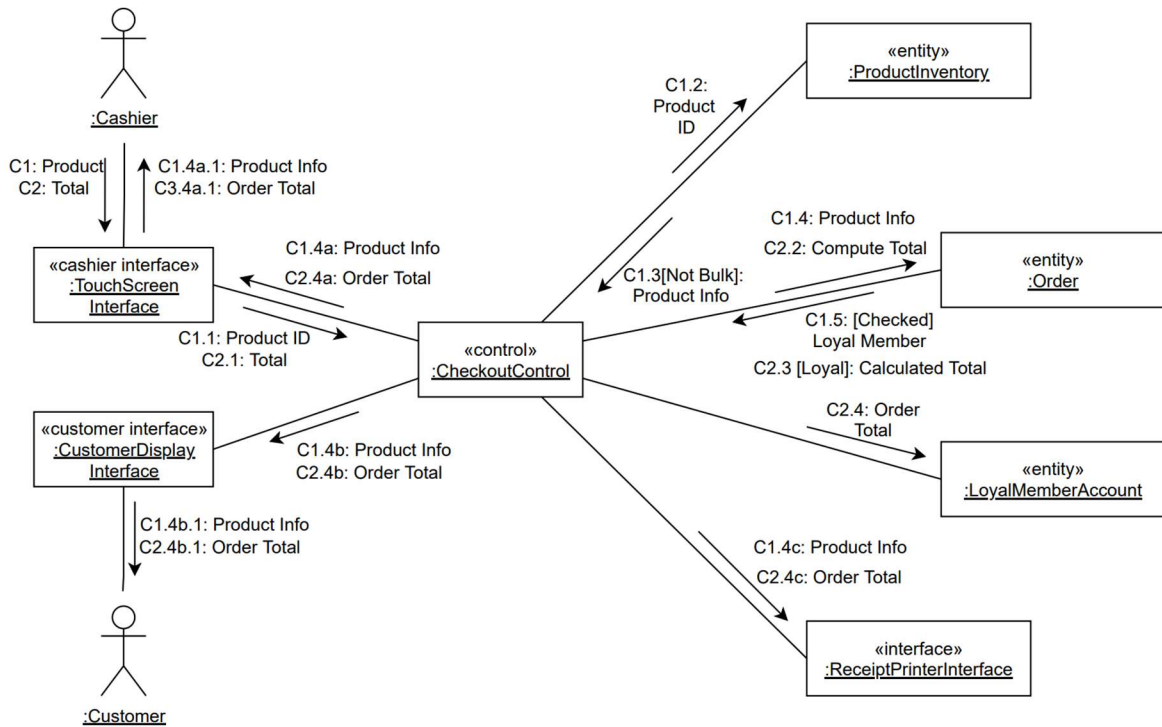 «entity»
:ProductInventory
C1.2:
Product
ID
:Cashier
C1: Product
C2: Total
C1.4a.1: Product Info
C3.4a.1: Order Total
C1.4: Product Info
C2.2: Compute Total
«entity»
:Order
«cashier interface»
:TouchScreen
Interface
C1.4a: Product Info
C2.4a: Order Total
C1.3[Not Bulk]:
Product Info
C1.5: [Checked]
Loyal Member
C2.3 [Loyal]: Calculated Total
C1.1: Product ID
C2.1: Total
«control»
:CheckoutControl
«customer interface»
:CustomerDisplay
Interface
C1.4b: Product Info
C2.4b: Order Total
C2.4: Order
Total
«entity»
:LoyalMemberAccount
C1.4b.1: Product Info
C2.4b.1: Order Total
C1.4c: Product Info
C2.4c: Order Total
«interface»
:ReceiptPrinterInterface
:Customer